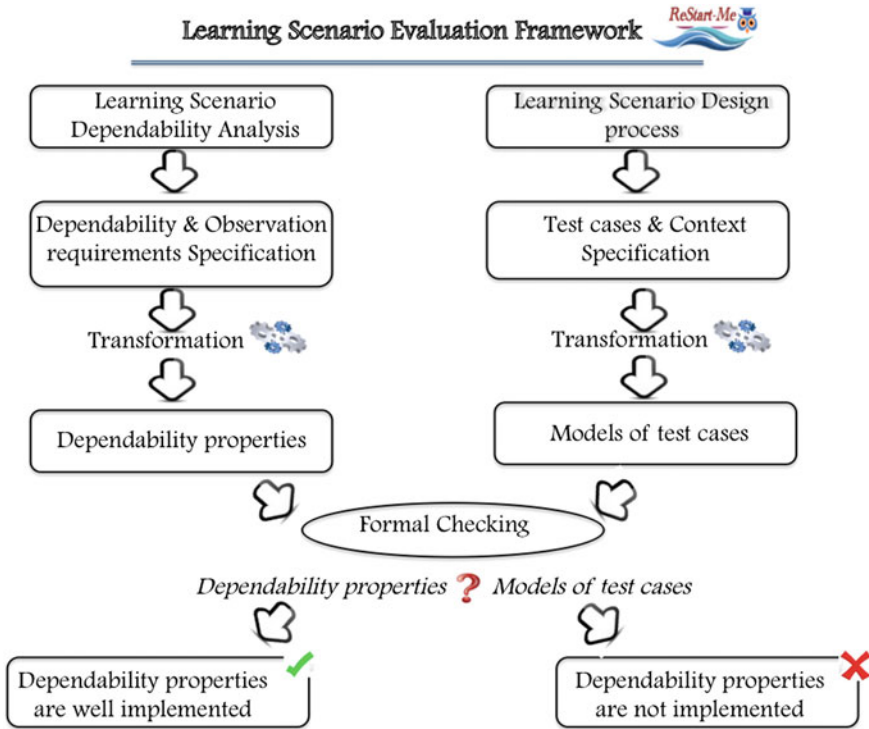 Learning Scenario Evaluation Framework
ReStart-Me
Learning Scenario
Dependability Analysis
Learning Scenario Design
process
Dependability & Observation
requirements Specification
Test cases & Context
Specification
Transformation
Transformation
Dependability properties
Models of test cases
Formal Checking
Dependability properties ? Models of test cases
Dependability properties
are well implemented
Dependability properties
are not implemented